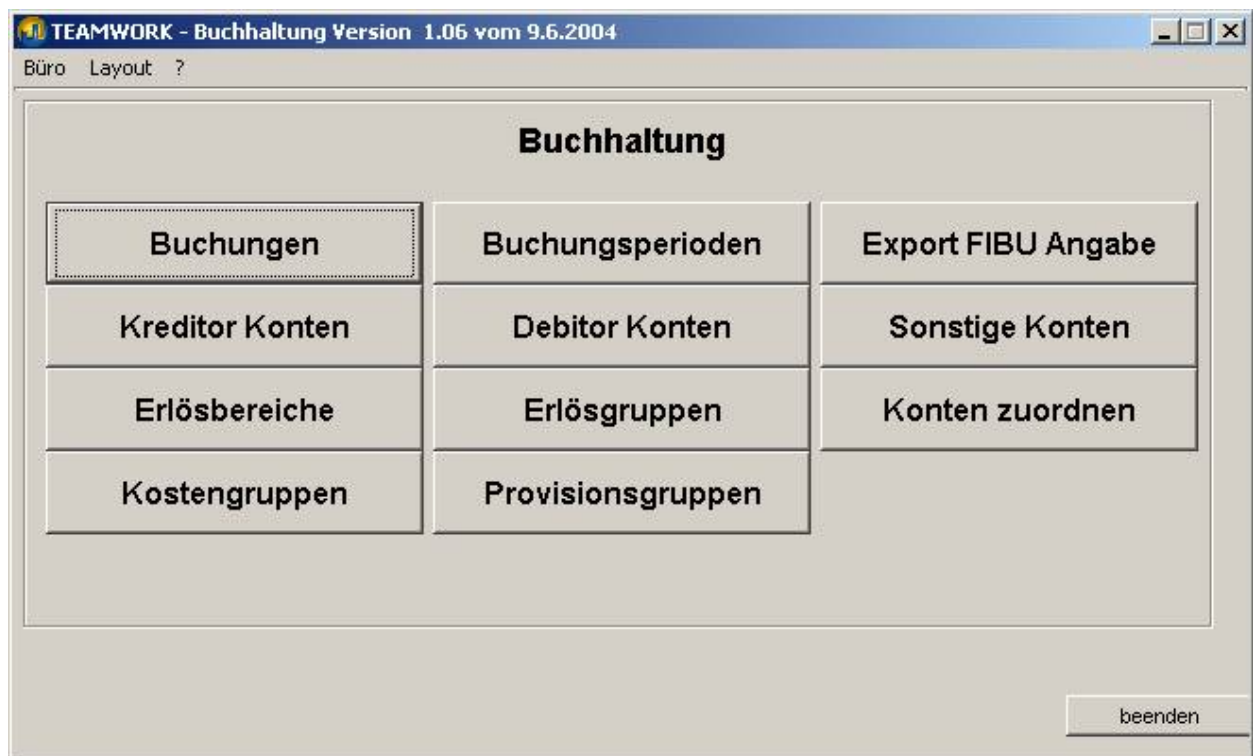 TEAMWORK - Buchhaltung Version 1.06 vom 9.6.2004
Büro Layout ?
Buchhaltung
Buchungen Buchungsperioden Export FIBU Angabe
Kreditor Konten Debitor Konten Sonstige Konten
Erlösbereiche Erlösgruppen Konten zuordnen
Kostengruppen Provisionsgruppen
beenden